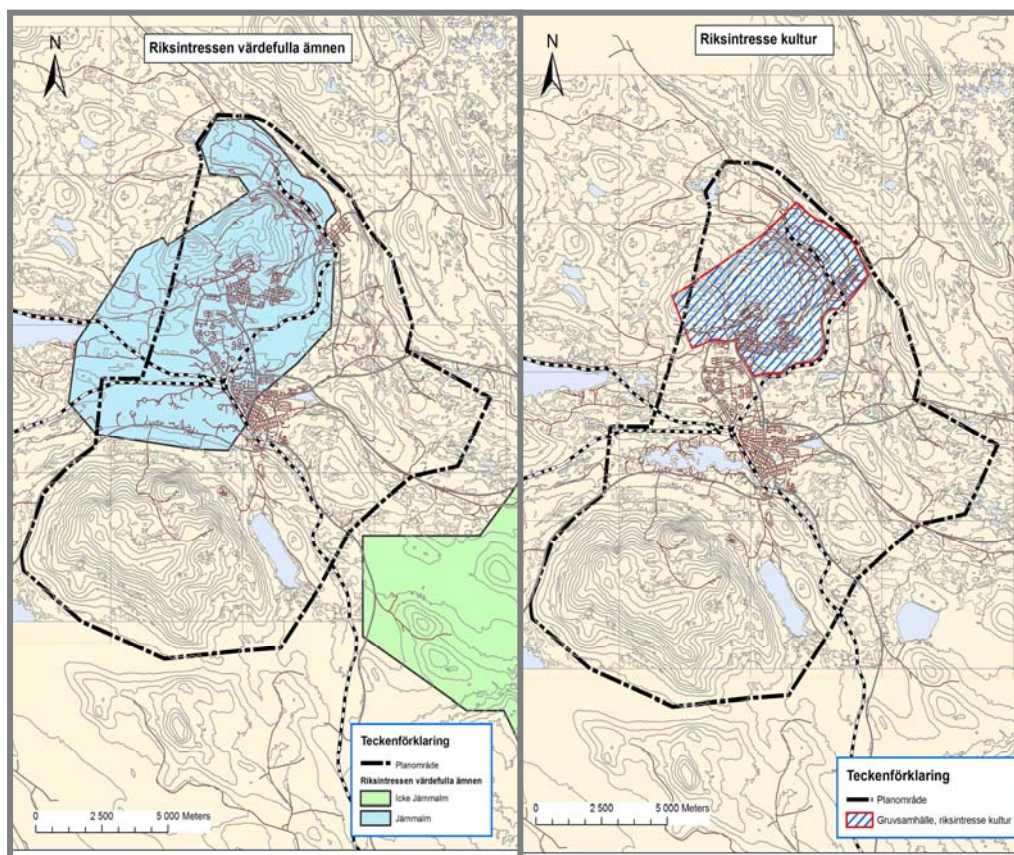 Riksintressen värdefulla ämnen
N
Teckenförklaring
Planområde
Riksintressen värdefulla ämnen
Icke Järnmalm
Järnmalm
0 2 500 5 000 Meters
Riksintresse kultur
N
Teckenförklaring
Planområde
Gruvsamhälle, riksintresse kultur
0 2 500 5 000 Meters